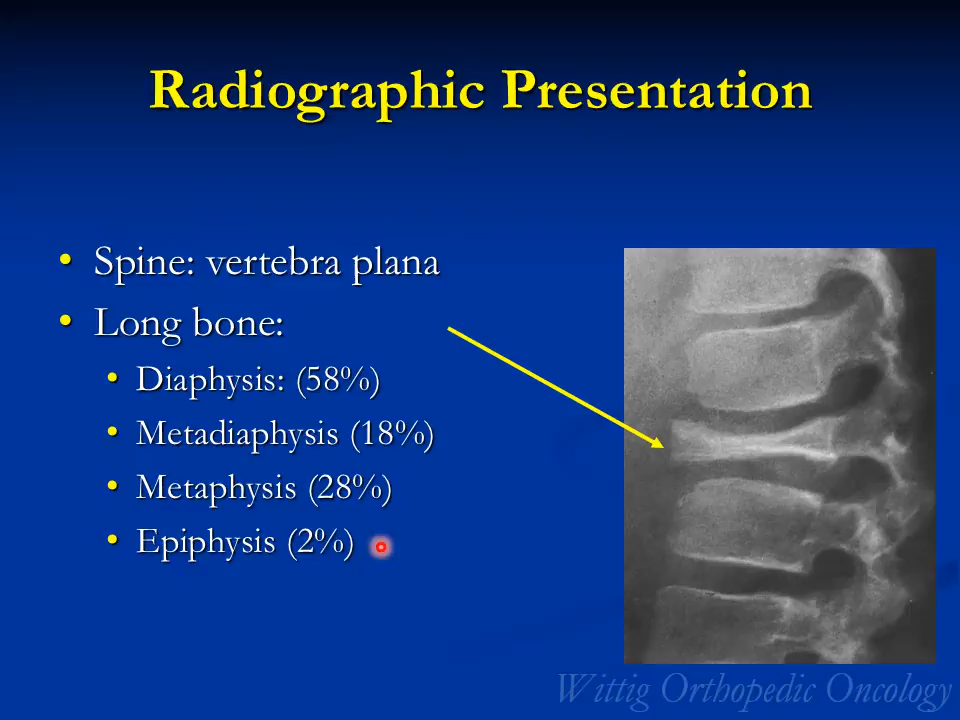 Radiographic Presentation
• Spine: vertebra plana
• Long bone:
• Diaphysis: (58%)
• Metadiaphysis (18%)
• Metaphysis (28%)
• Epiphysis (2%)
Wittig Orthopedic Oncology